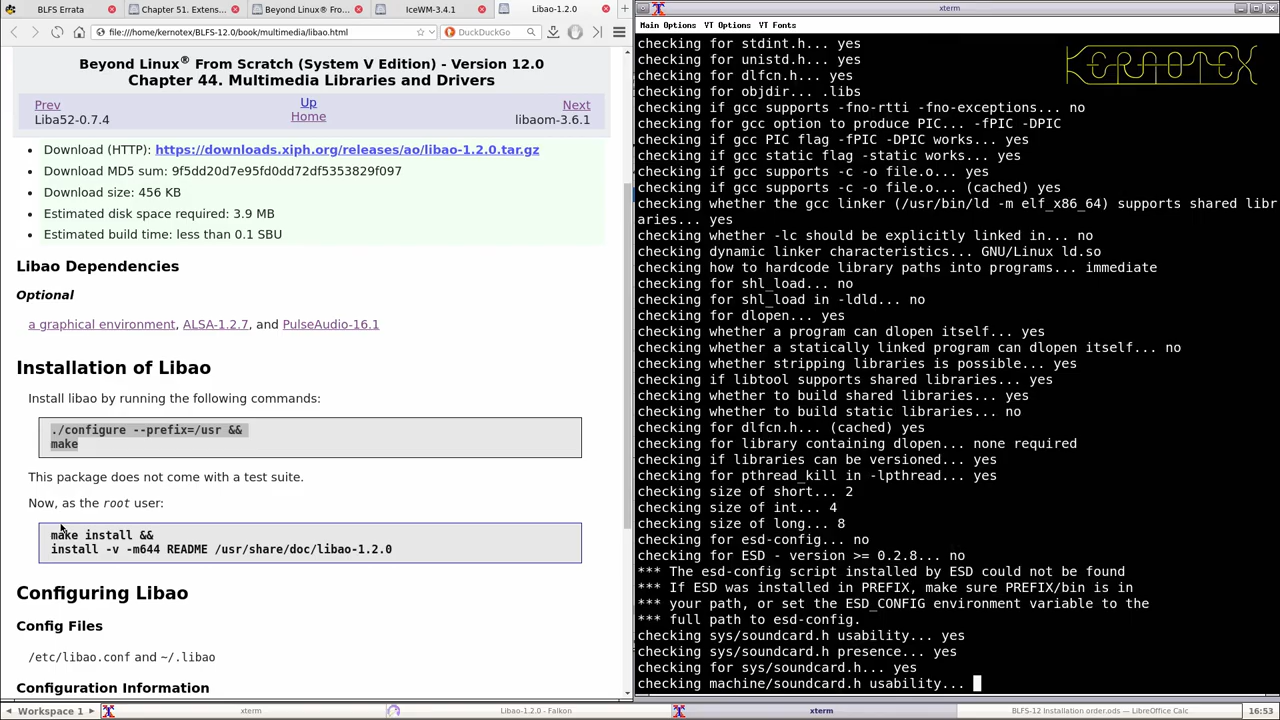 BLFS Errata
Chapter 51. Extens...
Beyond Linux® Fro...
IceWM-3.4.1
Libao-1.2.0
file:///home/kernotex/BLFS-12.0/book/multimedia/libao.html
DuckDuckGo
Beyond Linux® From Scratch (System V Edition) - Version 12.0
Chapter 44. Multimedia Libraries and Drivers
Prev
Up
Next
Liba52-0.7.4
Home
libaom-3.6.1
• Download (HTTP): https://downloads.xiph.org/releases/ao/libao-1.2.0.tar.gz
• Download MD5 sum: 9f5dd20d7e95fd0dd72df5353829f097
• Download size: 456 KB
• Estimated disk space required: 3.9 MB
• Estimated build time: less than 0.1 SBU
Libao Dependencies
Optional
a graphical environment, ALSA-1.2.7, and PulseAudio-16.1
Installation of Libao
Install libao by running the following commands:
./configure --prefix=/usr &&
make
This package does not come with a test suite.
Now, as the root user:
make install &&
install -v -m644 README /usr/share/doc/libao-1.2.0
Configuring Libao
Config Files
/etc/libao.conf and ~/.libao
Configuration Information
xterm
Main Options VT Options VT Fonts
KERNOTEX
checking for stdint.h... yes
checking for unistd.h... yes
checking for dlfcn.h... yes
checking for objdir... .libs
checking if gcc supports -fno-rtti -fno-exceptions... no
checking for gcc option to produce PIC... -fPIC -DPIC
checking if gcc PIC flag -fPIC -DPIC works... yes
checking if gcc static flag -static works... yes
checking if gcc supports -c -o file.o... yes
checking if gcc supports -c -o file.o... (cached) yes
checking whether the gcc linker (/usr/bin/ld -m elf_x86_64) supports shared libr
aries... yes
checking whether -lc should be explicitly linked in... no
checking dynamic linker characteristics... GNU/Linux ld.so
checking how to hardcode library paths into programs... immediate
checking for shl_load... no
checking for shl_load in -ldld... no
checking for dlopen... yes
checking whether a program can dlopen itself... yes
checking whether a statically linked program can dlopen itself... no
checking whether stripping libraries is possible... yes
checking if libtool supports shared libraries... yes
checking whether to build shared libraries... yes
checking whether to build static libraries... no
checking for dlfcn.h... (cached) yes
checking for library containing dlopen... none required
checking if libraries can be versioned... yes
checking for pthread_kill in -lpthread... yes
checking size of short... 2
checking size of int... 4
checking size of long... 8
checking for esd-config... no
checking for ESD - version >= 0.2.8... no
*** The esd-config script installed by ESD could not be found
*** If ESD was installed in PREFIX, make sure PREFIX/bin is in
*** your path, or set the ESD_CONFIG environment variable to the
*** full path to esd-config.
checking sys/soundcard.h usability... yes
checking sys/soundcard.h presence... yes
checking for sys/soundcard.h... yes
checking machine/soundcard.h usability...
Workspace 1
xterm
Libao-1.2.0 - Falkon
xterm
BLFS-12 Installation order.ods — LibreOffice Calc
16:53